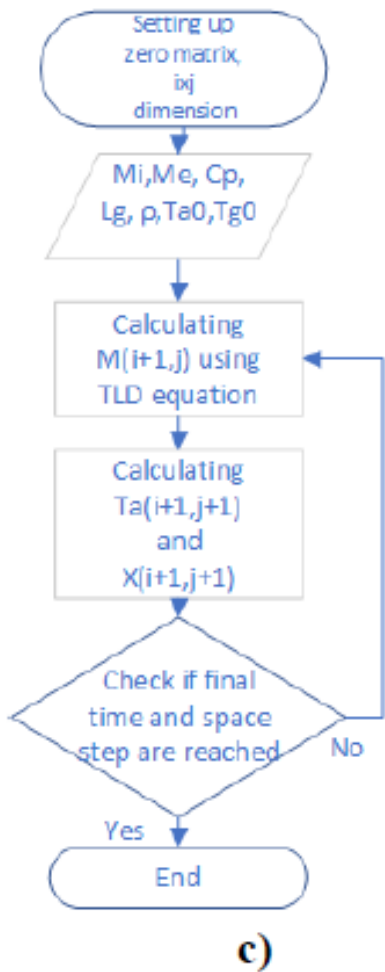 Setting up
zero matrix,
ixj
dimension
Mi,Me, Cp,
Lg, ρ,Ta0,Tg0
Calculating
M(i+1,j) using
TLD equation
Calculating
Ta(i+1,j+1)
and
X(i+1,j+1)
Check if final
time and space
step are reached
No
Yes
End
c)